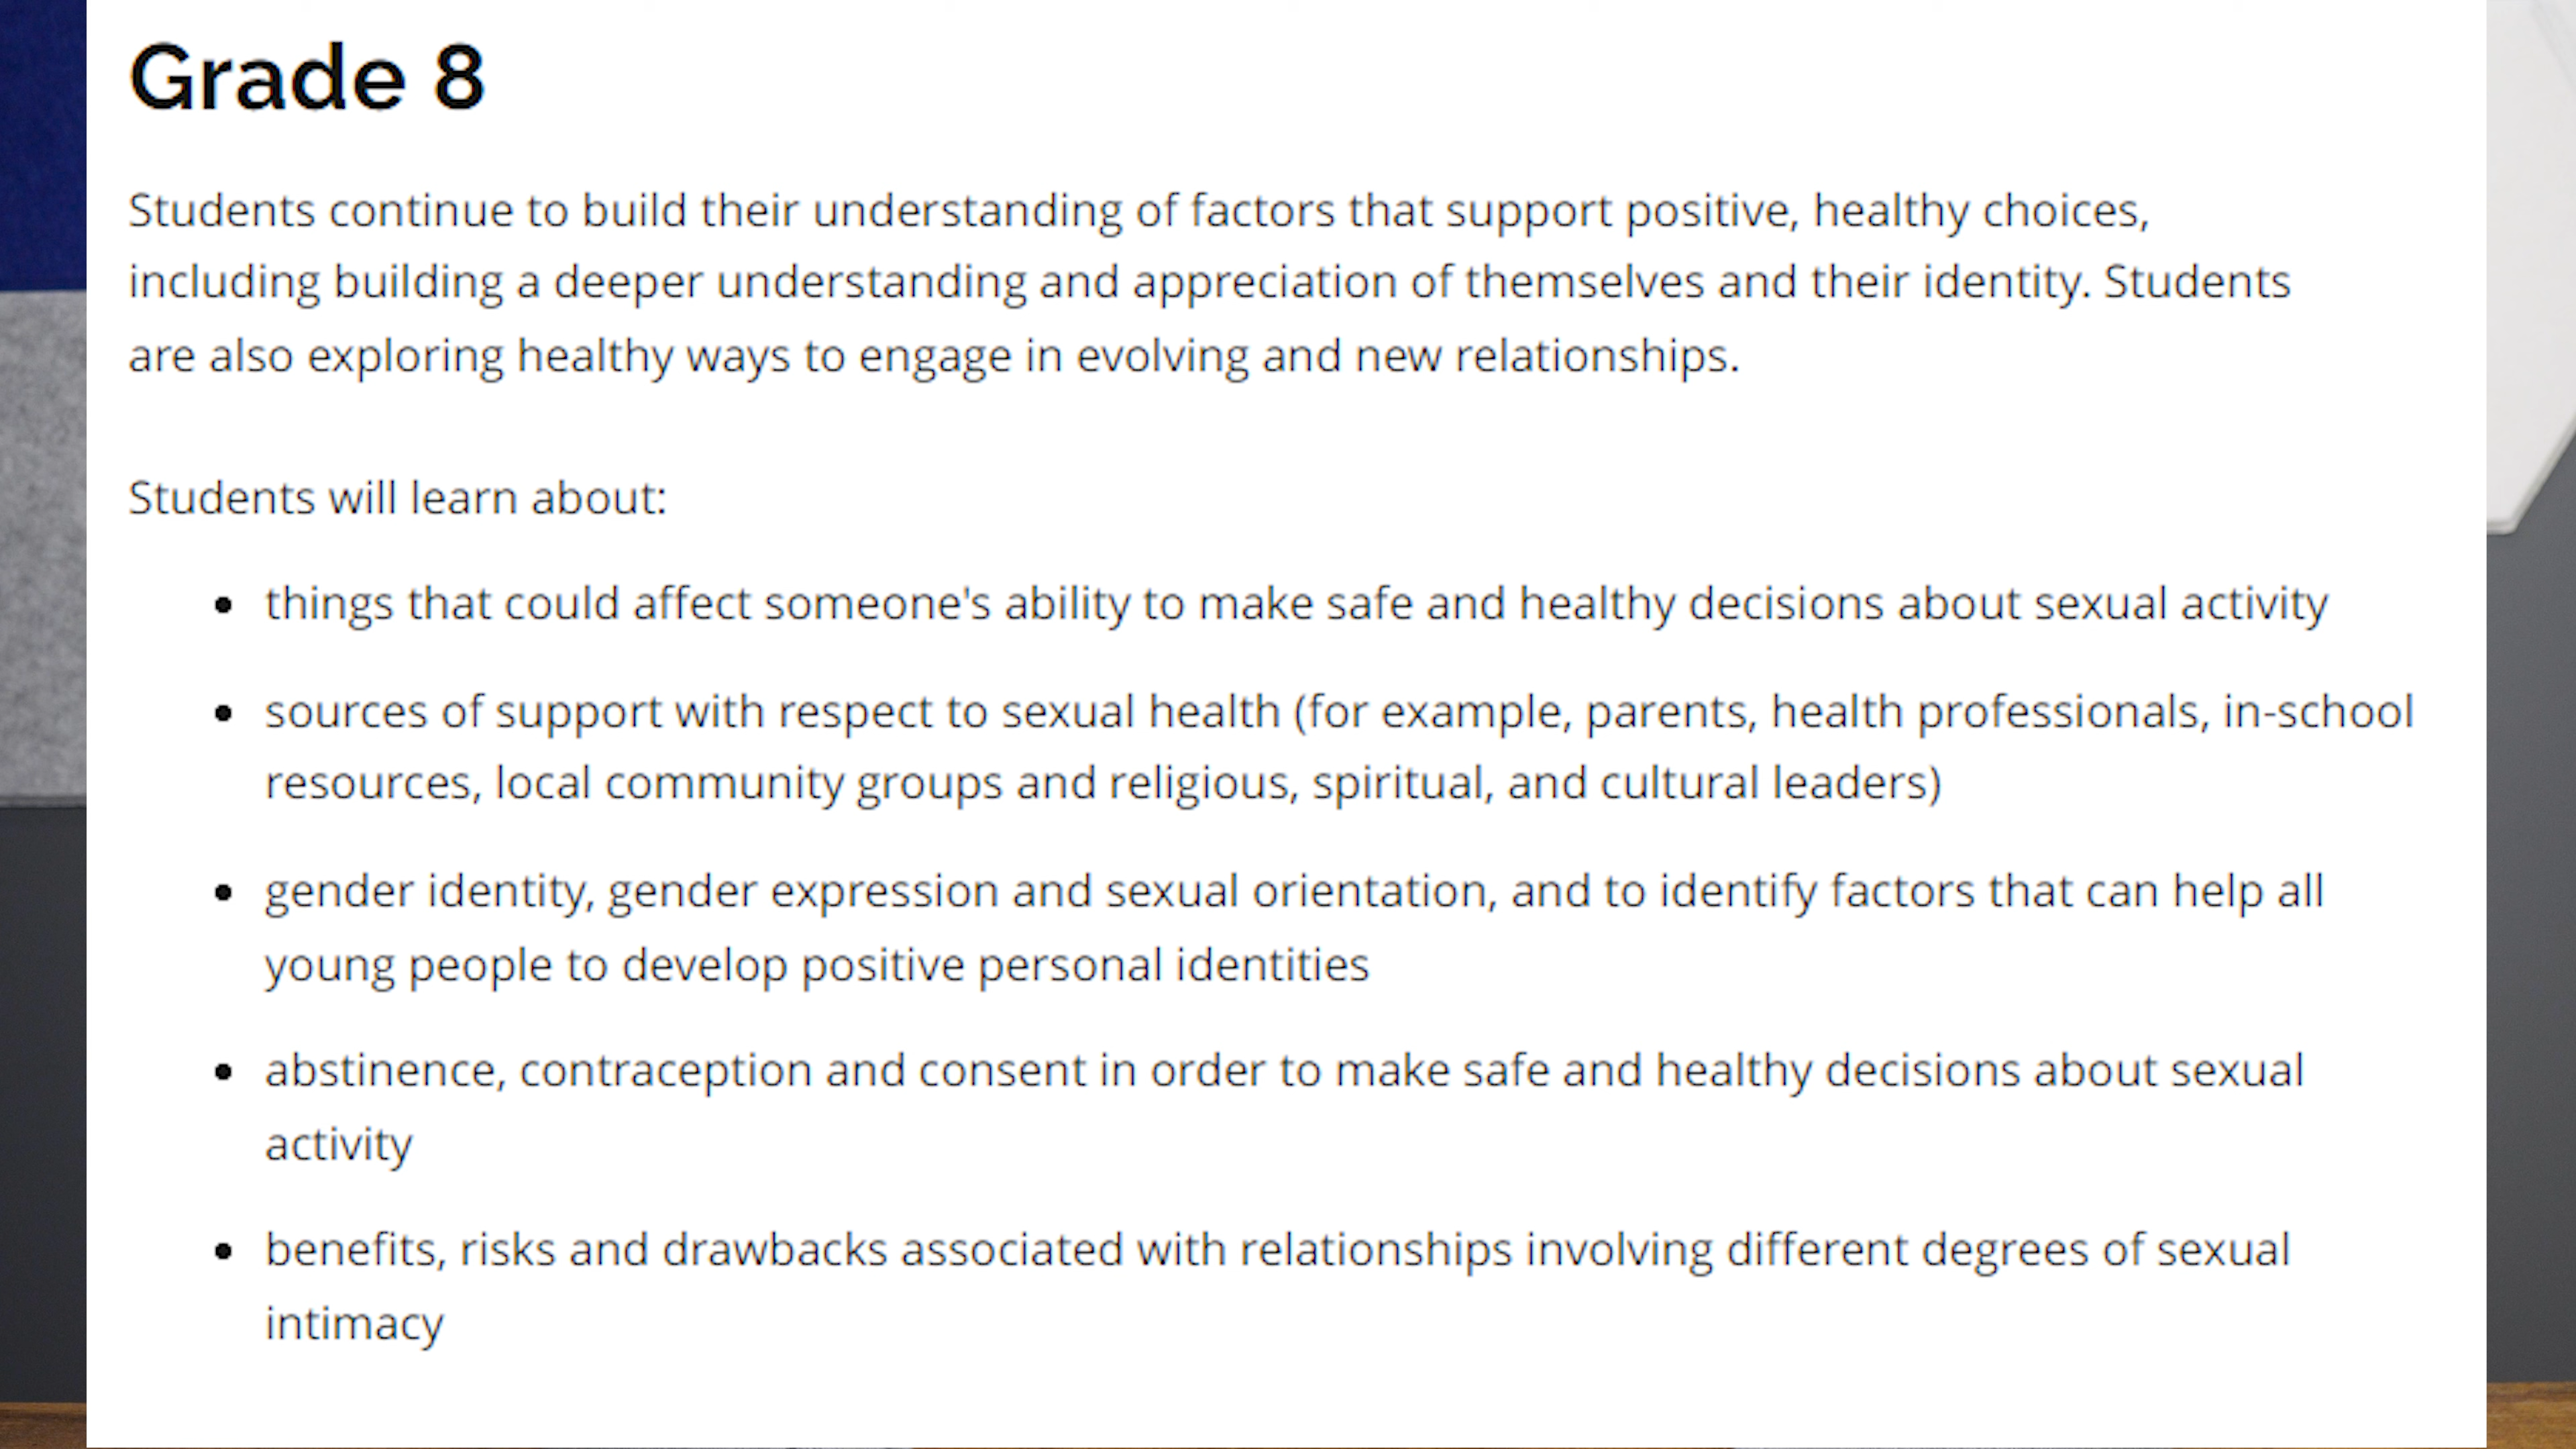 Grade 8
Students continue to build their understanding of factors that support positive, healthy choices,
including building a deeper understanding and appreciation of themselves and their identity. Students
are also exploring healthy ways to engage in evolving and new relationships.
Students will learn about:
• things that could affect someone's ability to make safe and healthy decisions about sexual activity
• sources of support with respect to sexual health (for example, parents, health professionals, in-school
resources, local community groups and religious, spiritual, and cultural leaders)
• gender identity, gender expression and sexual orientation, and to identify factors that can help all
young people to develop positive personal identities
• abstinence, contraception and consent in order to make safe and healthy decisions about sexual
activity
• benefits, risks and drawbacks associated with relationships involving different degrees of sexual
intimacy